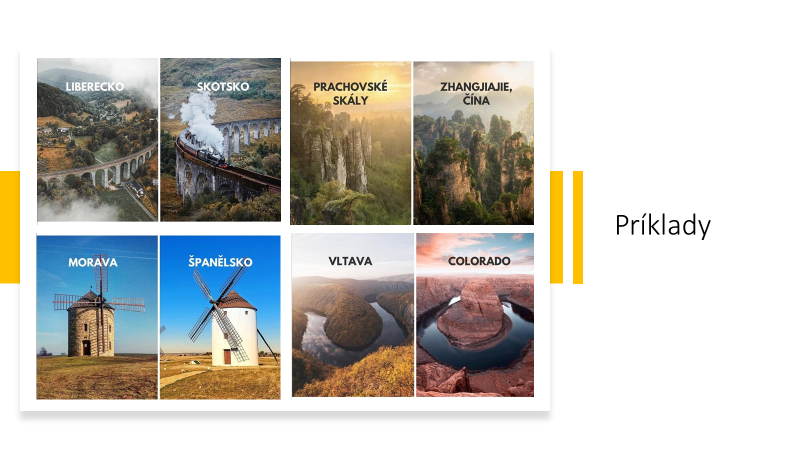 LIBERECKO
SKOTSKO
PRACHOVSKÉ
SKÁLY
ZHANGJIAJIE,
ČÍNA
MORAVA
ŠPANĚLSKO
VLTAVA
COLORADO
Príklady